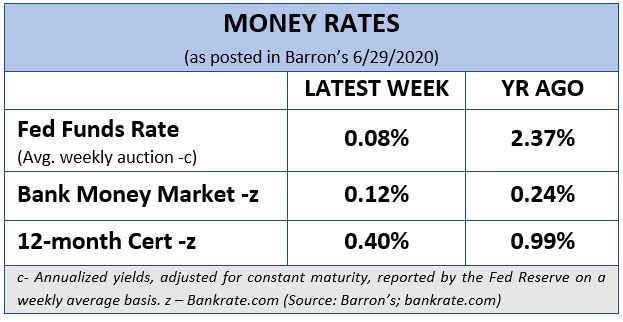 MONEY RATES
(as posted in Barron’s 6/29/2020)
LATEST WEEK YR AGO
Fed Funds Rate
(Avg. weekly auction -c) 0.08% 2.37%
Bank Money Market -z 0.12% 0.24%
12-month Cert -z 0.40% 0.99%
c- Annualized yields, adjusted for constant maturity, reported by the Fed Reserve on a
weekly average basis. z – Bankrate.com (Source: Barron’s; bankrate.com)